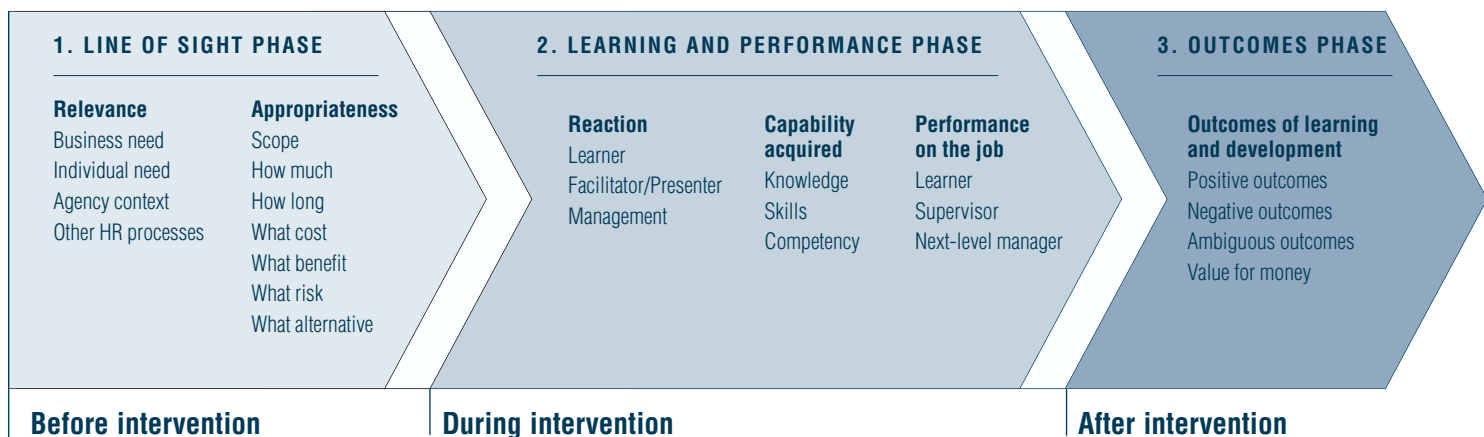 1. LINE OF SIGHT PHASE
Relevance
Business need
Individual need
Agency context
Other HR processes
Appropriateness
Scope
How much
How long
What cost
What benefit
What risk
What alternative
Before intervention
2. LEARNING AND PERFORMANCE PHASE
Reaction
Learner
Facilitator/Presenter
Management
Capability
acquired
Knowledge
Skills
Competency
Performance
on the job
Learner
Supervisor
Next-level manager
During intervention
3. OUTCOMES PHASE
Outcomes of learning
and development
Positive outcomes
Negative outcomes
Ambiguous outcomes
Value for money
After intervention